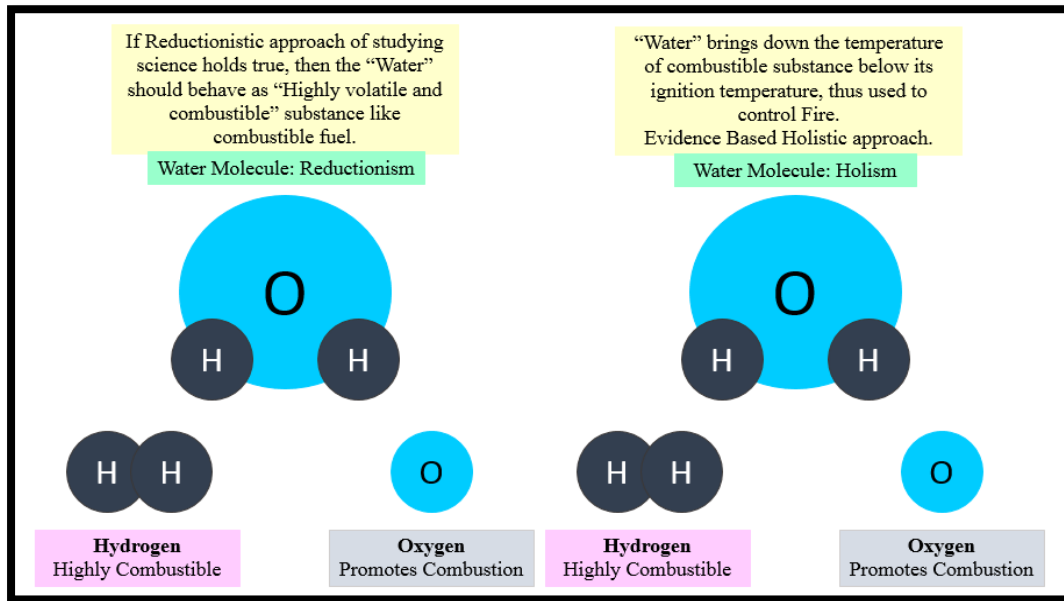 If Reductionistic approach of studying
science holds true, then the “Water”
should behave as “Highly volatile and
combustible” substance like
combustible fuel.
Water Molecule: Reductionism
O
H
H
H
H
O
Hydrogen
Highly Combustible
Oxygen
Promotes Combustion
“Water” brings down the temperature
of combustible substance below its
ignition temperature, thus used to
control Fire.
Evidence Based Holistic approach.
Water Molecule: Holism
O
H
H
H
H
O
Hydrogen
Highly Combustible
Oxygen
Promotes Combustion